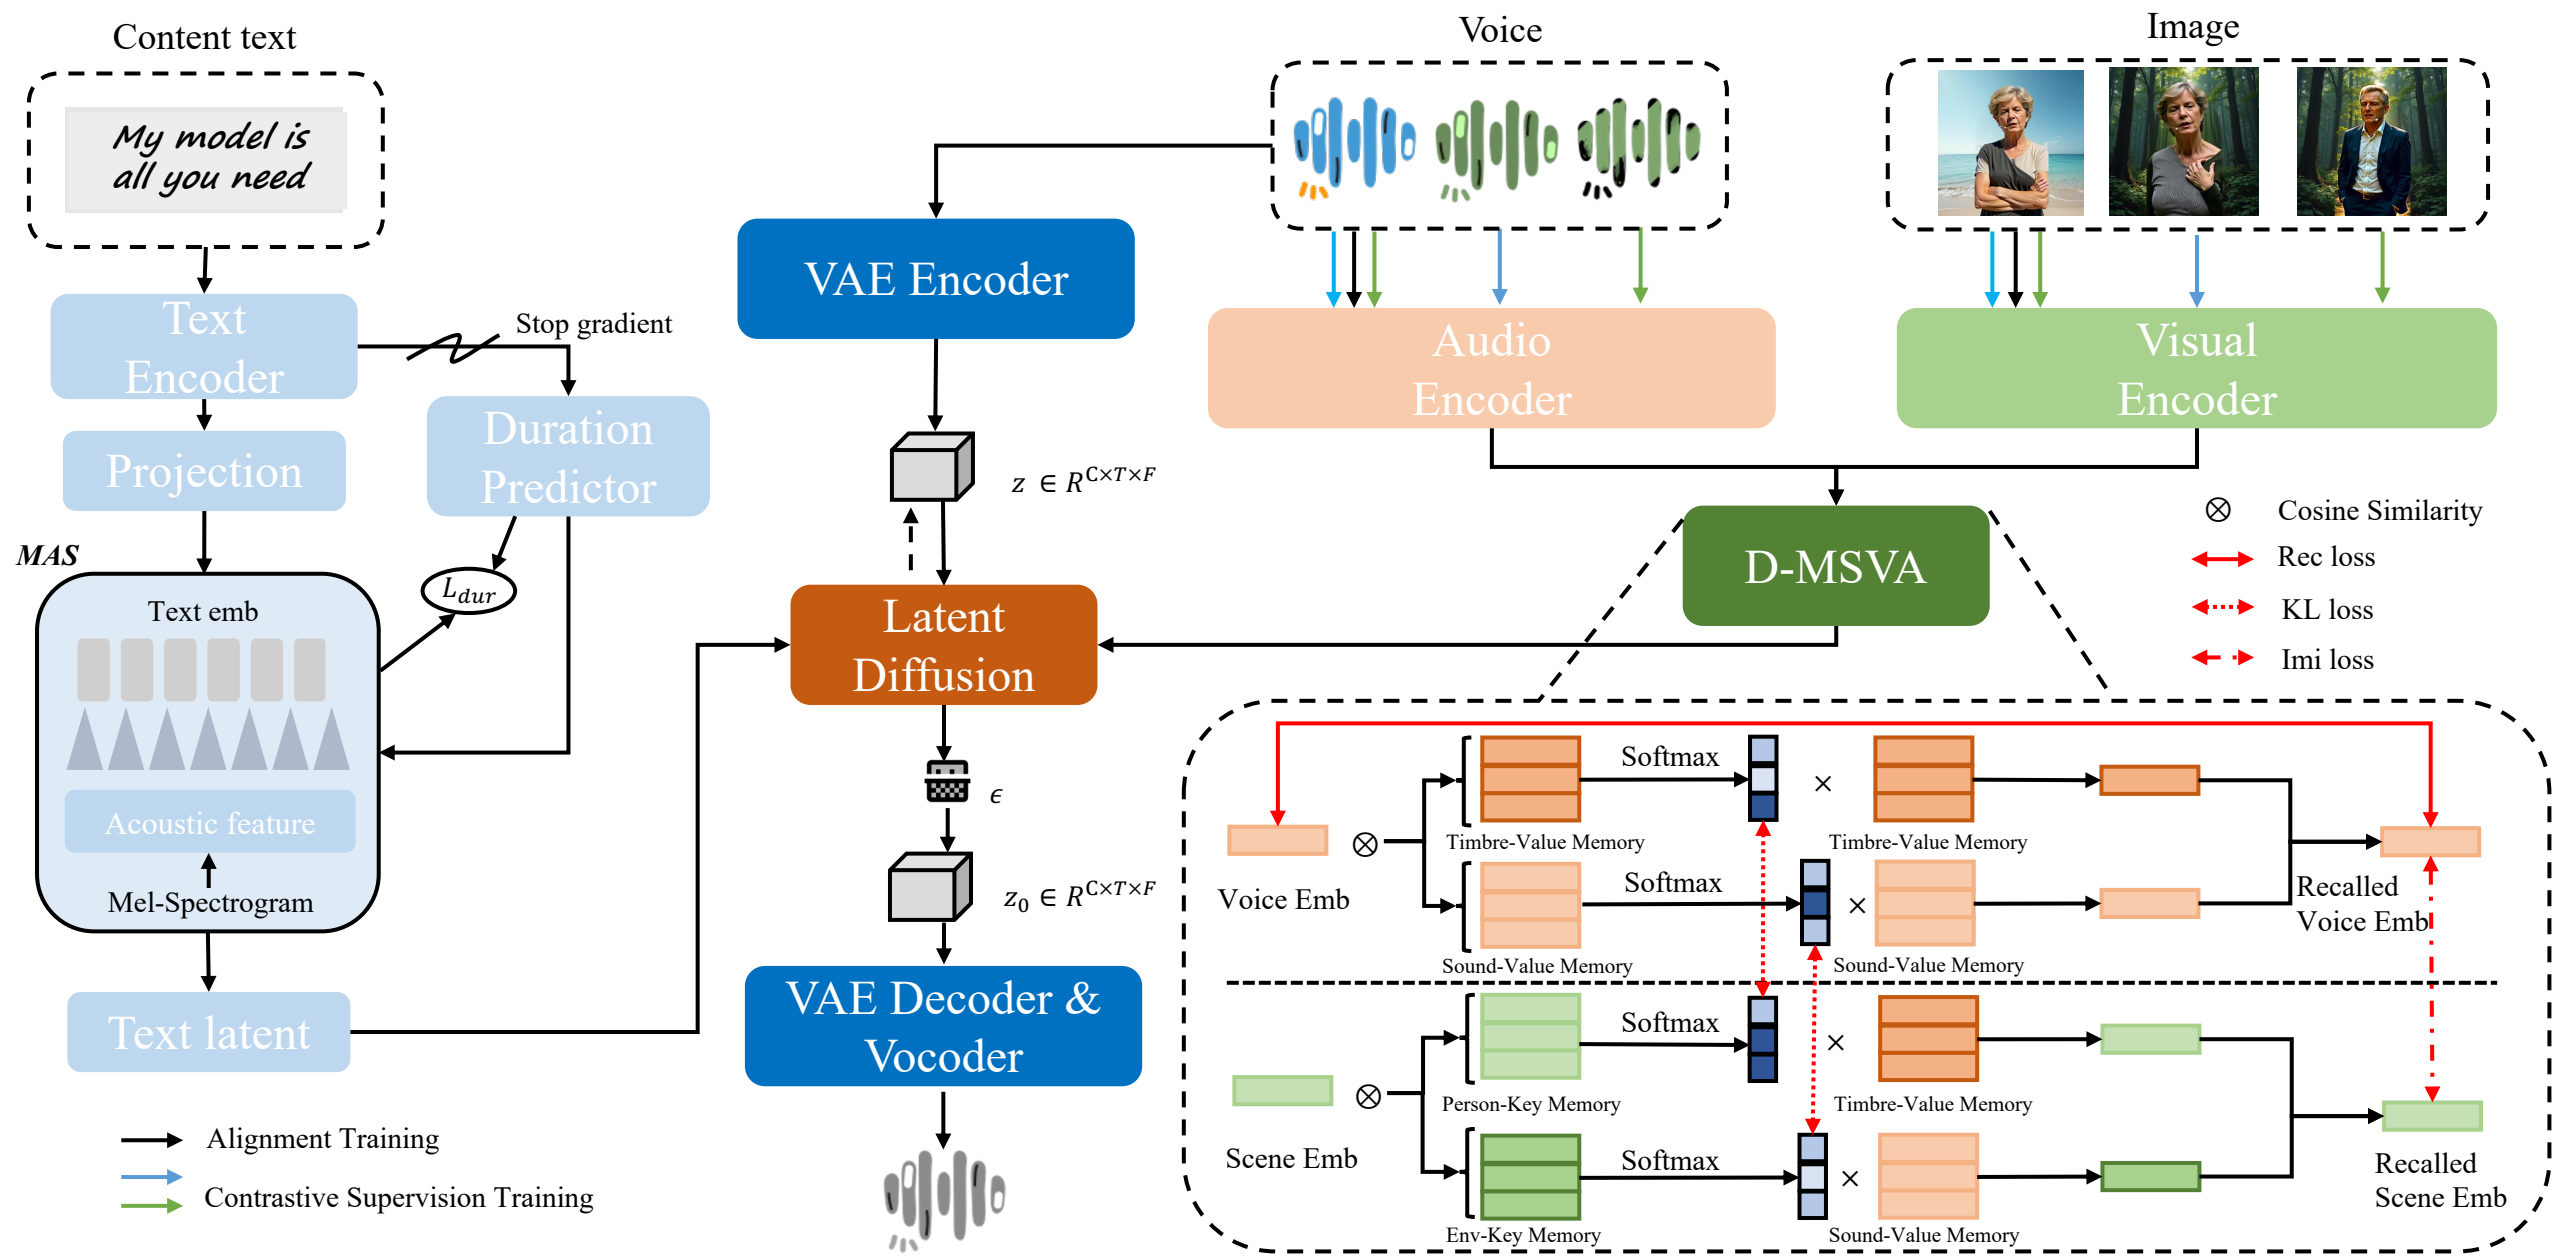 Content text
My model is
all you need
Text
Encoder
Stop gradient
Projection
Duration
Predictor
MAS
L_{dur}
Text emb
Acoustic feature
Mel-Spectrogram
Text latent
Alignment Training
Contrastive Supervision Training
VAE Encoder
z ∈ R^{C×T×F}
Latent
Diffusion
ϵ
z_0 ∈ R^{C×T×F}
VAE Decoder &
Vocoder
Voice
Image
Audio
Encoder
Visual
Encoder
D-MSVA
⊗ Cosine Similarity
Rec loss
KL loss
Imi loss
Voice Emb
⊗
Softmax
×
Timbre-Value Memory
Timbre-Value Memory
Softmax
×
Sound-Value Memory
Sound-Value Memory
Recalled
Voice Emb
Scene Emb
⊗
Softmax
×
Person-Key Memory
Timbre-Value Memory
Softmax
×
Env-Key Memory
Sound-Value Memory
Recalled
Scene Emb